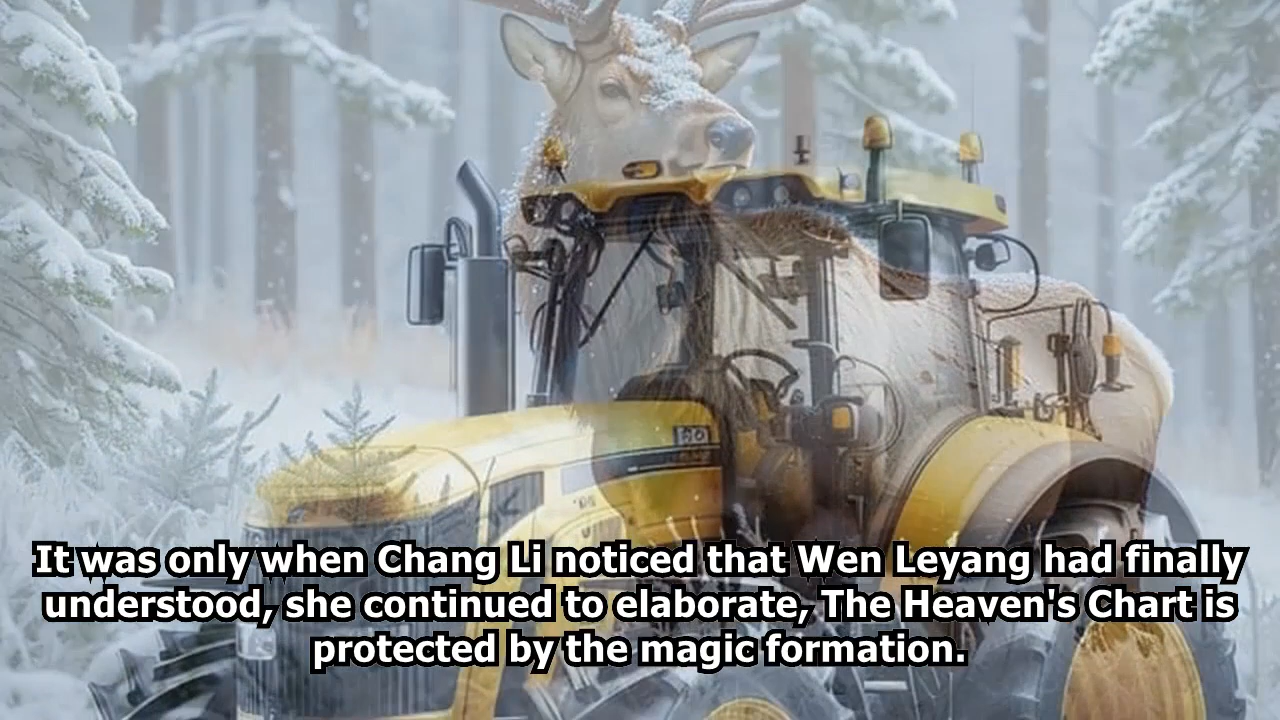 It was only when Chang Li noticed that Wen Leyang had finally
understood, she continued to elaborate, The Heaven's Chart is
protected by the magic formation.